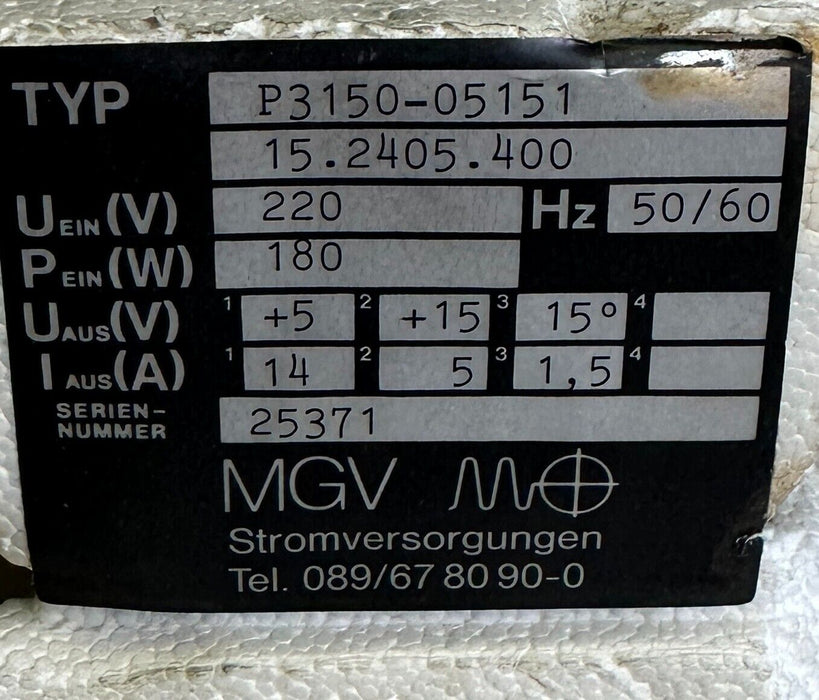 TYP P3150-05151
15.2405.400
UEIN(V) 220 Hz 50/60
PEIN(W) 180
UAUS(V) 1 +5 2 +15 3 15° 4
IAUS(A) 1 14 2 5 3 1,5 4
SERIEN-
NUMMER 25371
MGV
Stromversorgungen
Tel. 089/67 80 90-0